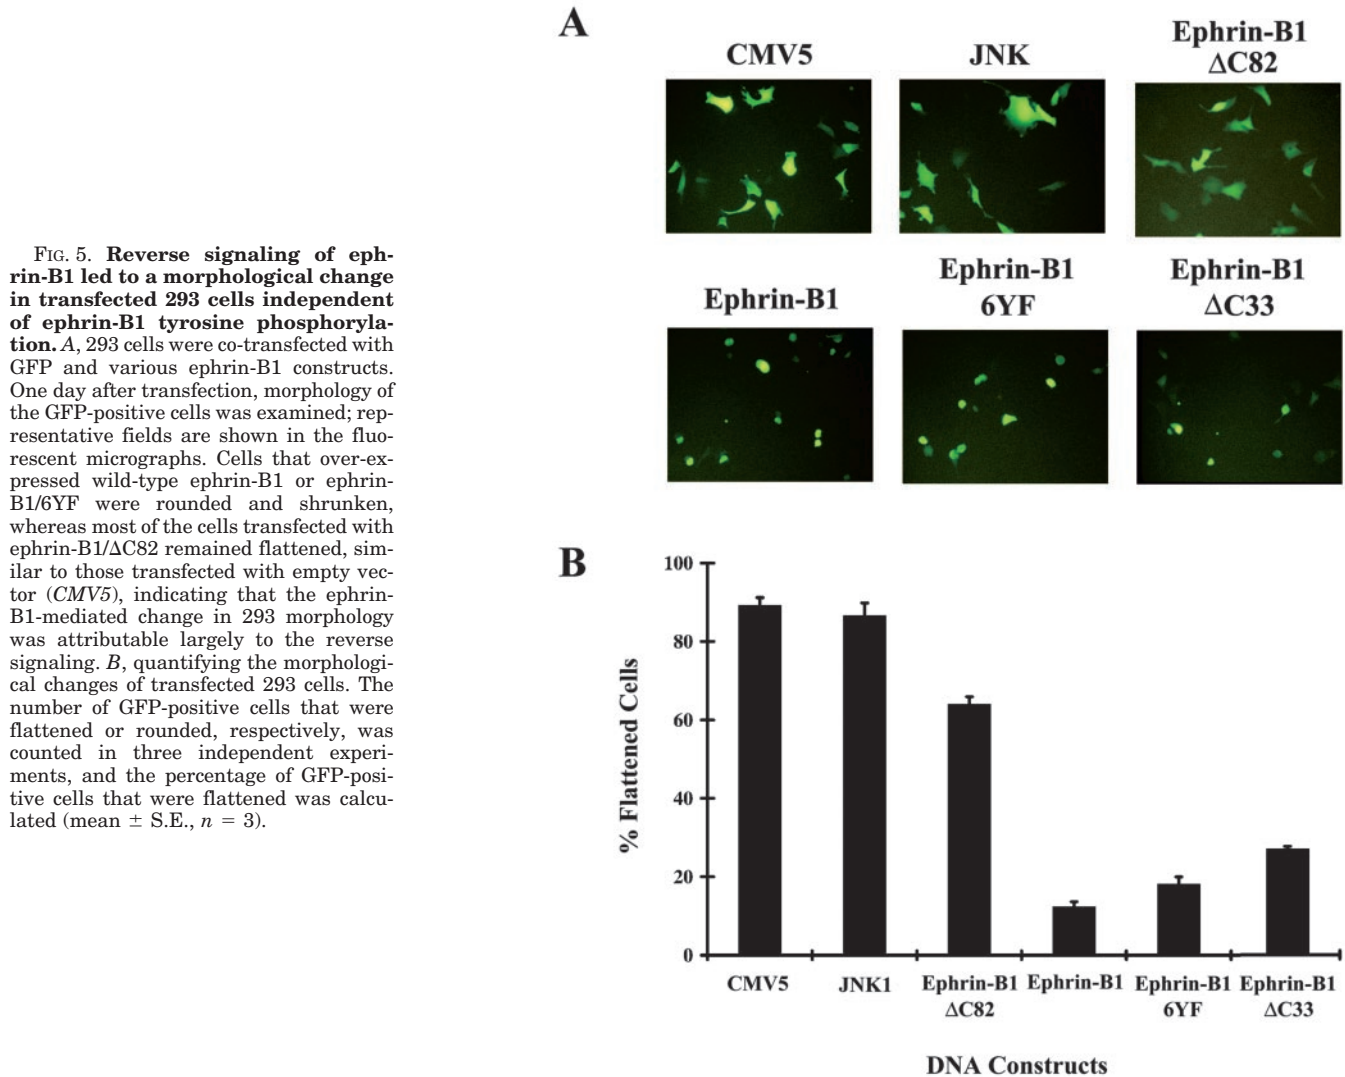 FIG. 5. Reverse signaling of eph-
rin-B1 led to a morphological change
in transfected 293 cells independent
of ephrin-B1 tyrosine phosphoryla-
tion. A, 293 cells were co-transfected with
GFP and various ephrin-B1 constructs.
One day after transfection, morphology of
the GFP-positive cells was examined; rep-
resentative fields are shown in the fluo-
rescent micrographs. Cells that over-ex-
pressed wild-type ephrin-B1 or ephrin-
B1/6YF were rounded and shrunken,
whereas most of the cells transfected with
ephrin-B1/ΔC82 remained flattened, sim-
ilar to those transfected with empty vec-
tor (CMV5), indicating that the ephrin-
B1-mediated change in 293 morphology
was attributable largely to the reverse
signaling. B, quantifying the morphologi-
cal changes of transfected 293 cells. The
number of GFP-positive cells that were
flattened or rounded, respectively, was
counted in three independent experi-
ments, and the percentage of GFP-posi-
tive cells that were flattened was calcu-
lated (mean ± S.E., n = 3).
A
CMV5
JNK
Ephrin-B1
ΔC82
Ephrin-B1
Ephrin-B1
6YF
Ephrin-B1
ΔC33
B
% Flattened Cells
100
80
60
40
20
0
CMV5
JNK1
Ephrin-B1
ΔC82
Ephrin-B1
Ephrin-B1
6YF
Ephrin-B1
ΔC33
DNA Constructs